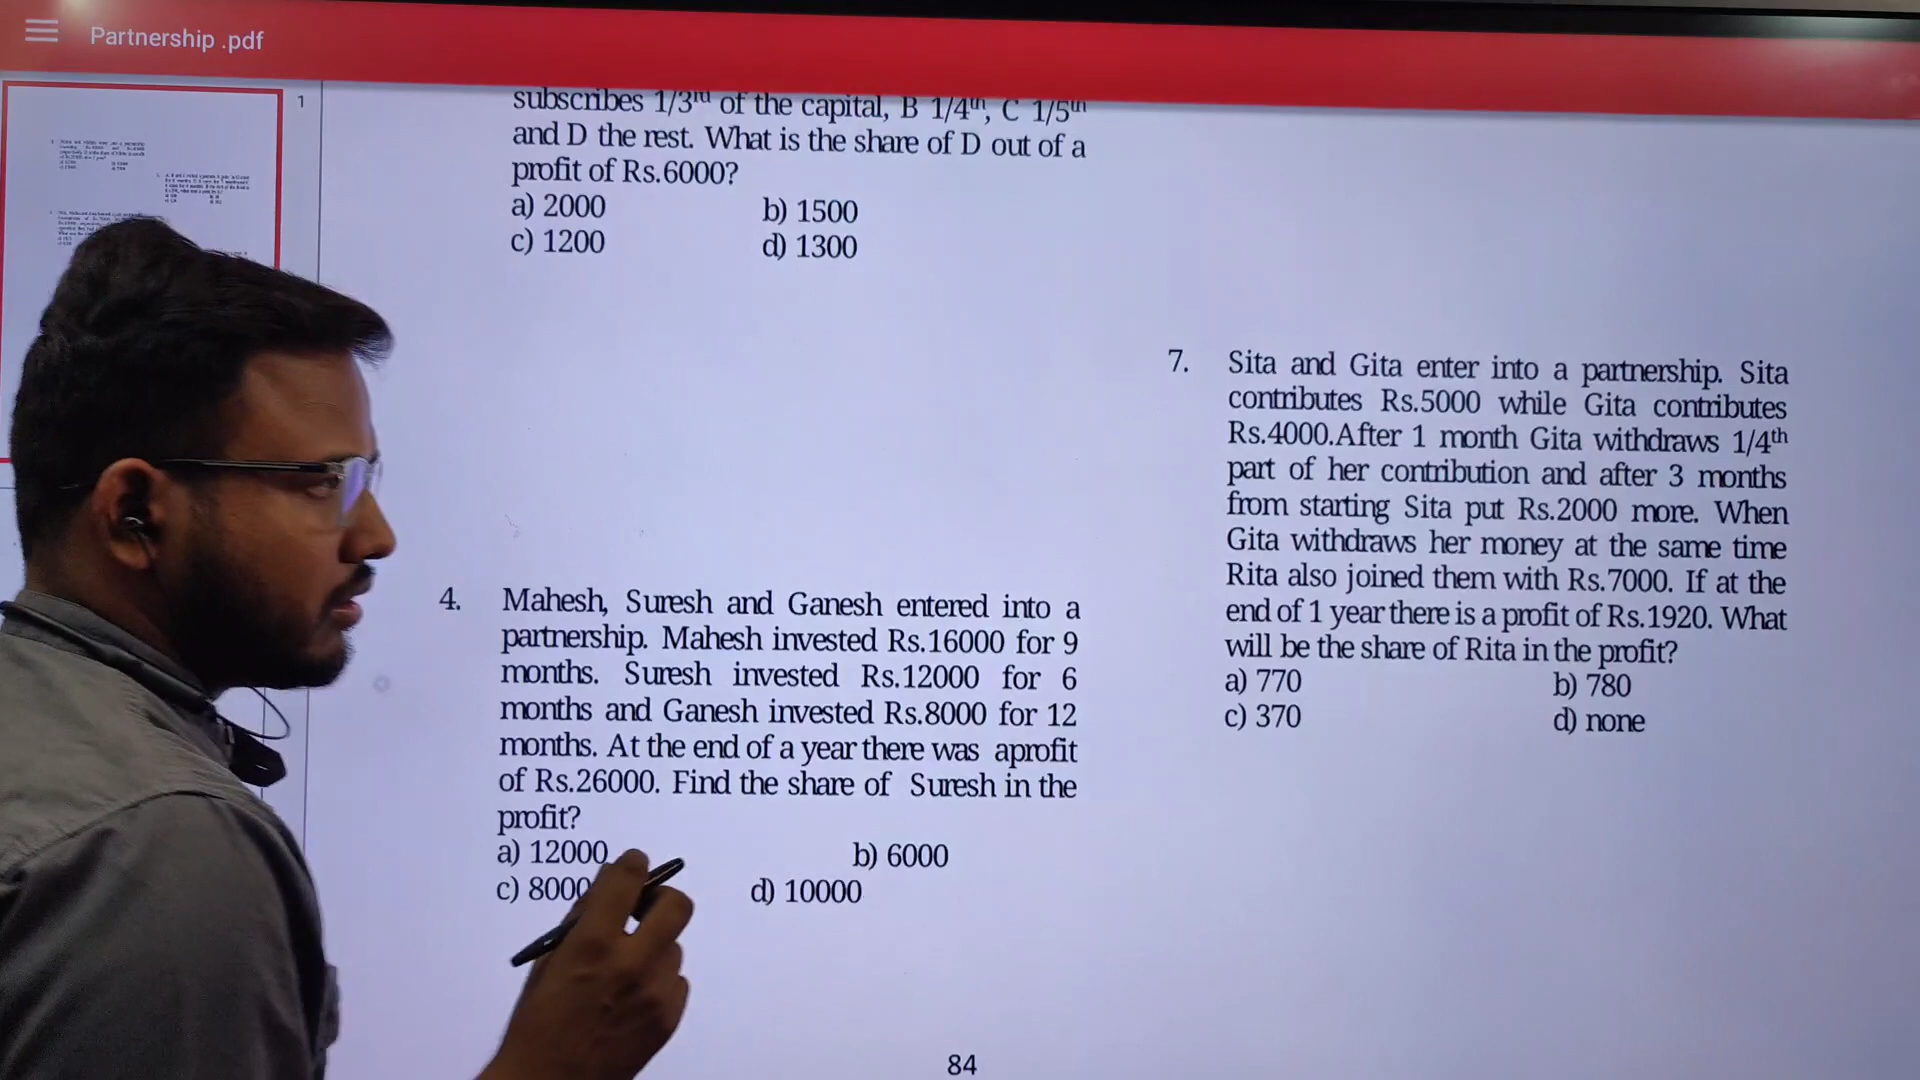 Partnership .pdf
1
subscribes 1/3rd of the capital, B 1/4th, C 1/5th
and D the rest. What is the share of D out of a
profit of Rs.6000?
a) 2000 b) 1500
c) 1200 d) 1300
4. Mahesh, Suresh and Ganesh entered into a
partnership. Mahesh invested Rs.16000 for 9
months. Suresh invested Rs.12000 for 6
months and Ganesh invested Rs.8000 for 12
months. At the end of a year there was aprofit
of Rs.26000. Find the share of Suresh in the
profit?
a) 12000 b) 6000
c) 8000 d) 10000
7. Sita and Gita enter into a partnership. Sita
contributes Rs.5000 while Gita contributes
Rs.4000.After 1 month Gita withdraws 1/4th
part of her contribution and after 3 months
from starting Sita put Rs.2000 more. When
Gita withdraws her money at the same time
Rita also joined them with Rs.7000. If at the
end of 1 year there is a profit of Rs.1920. What
will be the share of Rita in the profit?
a) 770 b) 780
c) 370 d) none
84